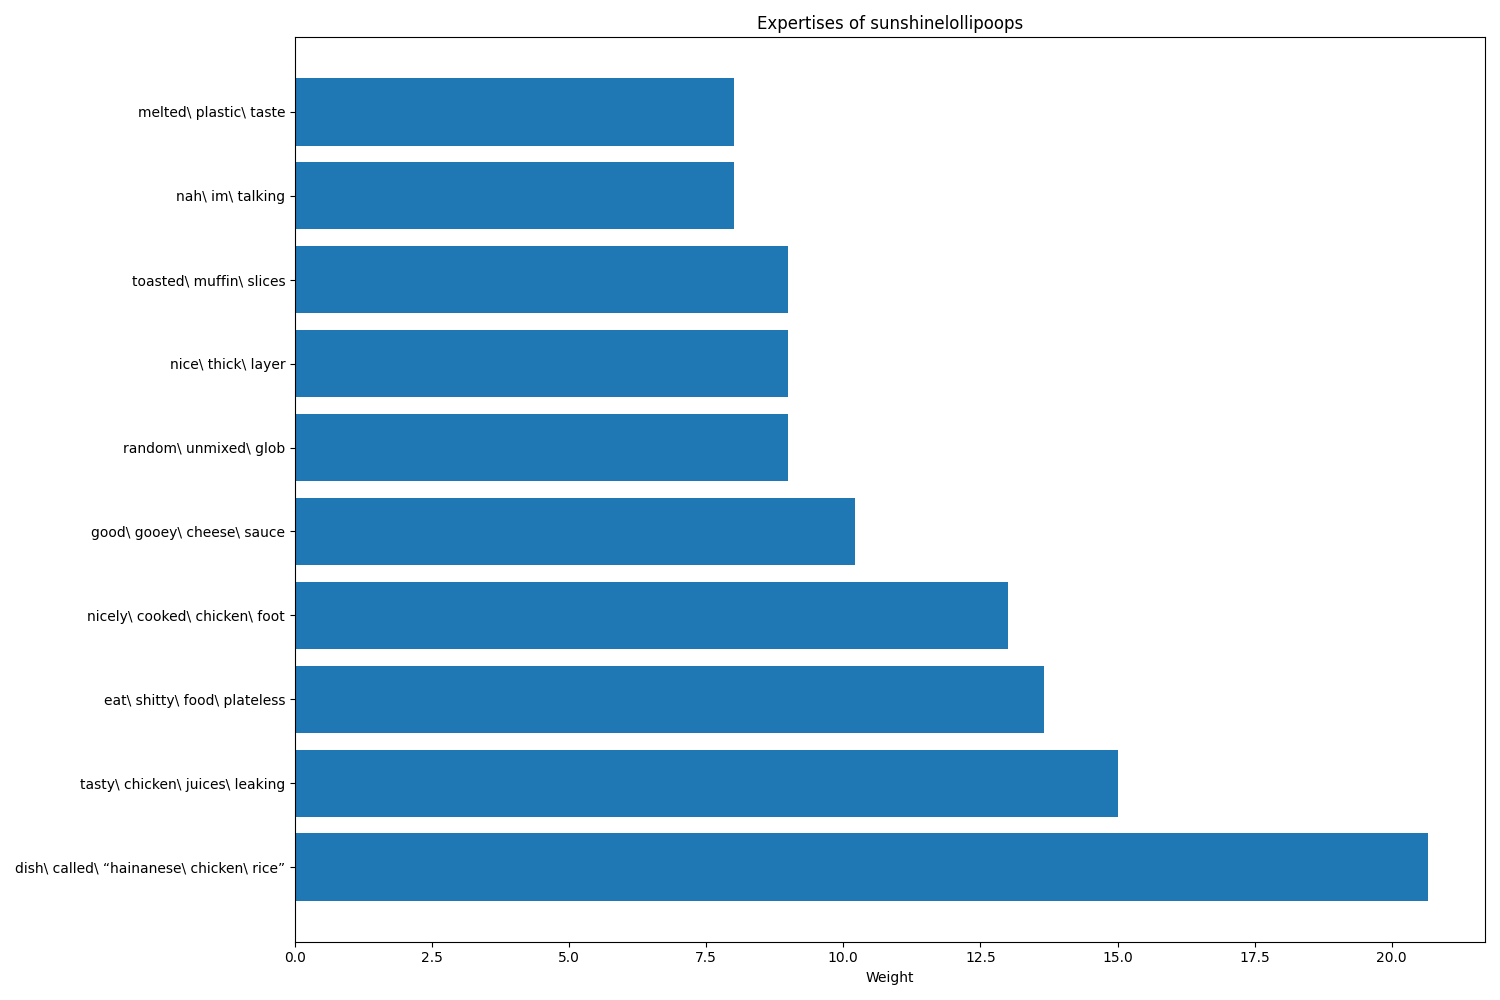 Expertises of sunshinelollipoops
melted\ plastic\ taste
nah\ im\ talking
toasted\ muffin\ slices
nice\ thick\ layer
random\ unmixed\ glob
good\ gooey\ cheese\ sauce
nicely\ cooked\ chicken\ foot
eat\ shitty\ food\ plateless
tasty\ chicken\ juices\ leaking
dish\ called\ “hainanese\ chicken\ rice”
0.0 2.5 5.0 7.5 10.0 12.5 15.0 17.5 20.0
Weight